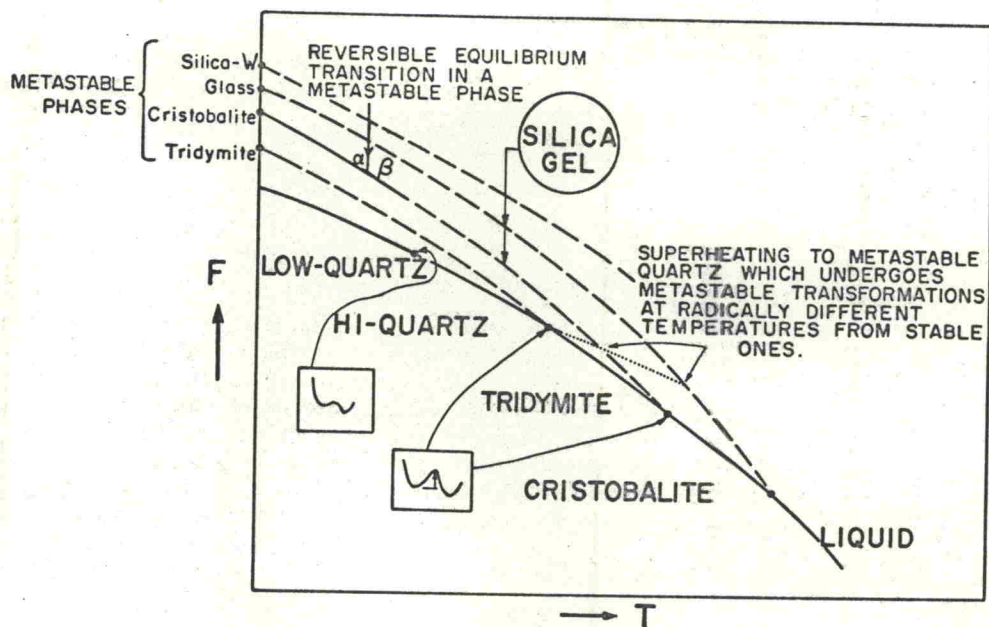 METASTABLE
PHASES
Silica-W
Glass
Cristobalite
Tridymite
REVERSIBLE EQUILIBRIUM
TRANSITION IN A
METASTABLE PHASE
α β
SILICA
GEL
SUPERHEATING TO METASTABLE
QUARTZ WHICH UNDERGOES
METASTABLE TRANSFORMATIONS
AT RADICALLY DIFFERENT
TEMPERATURES FROM STABLE
ONES.
F
LOW-QUARTZ
HI-QUARTZ
TRIDYMITE
CRISTOBALITE
LIQUID
T